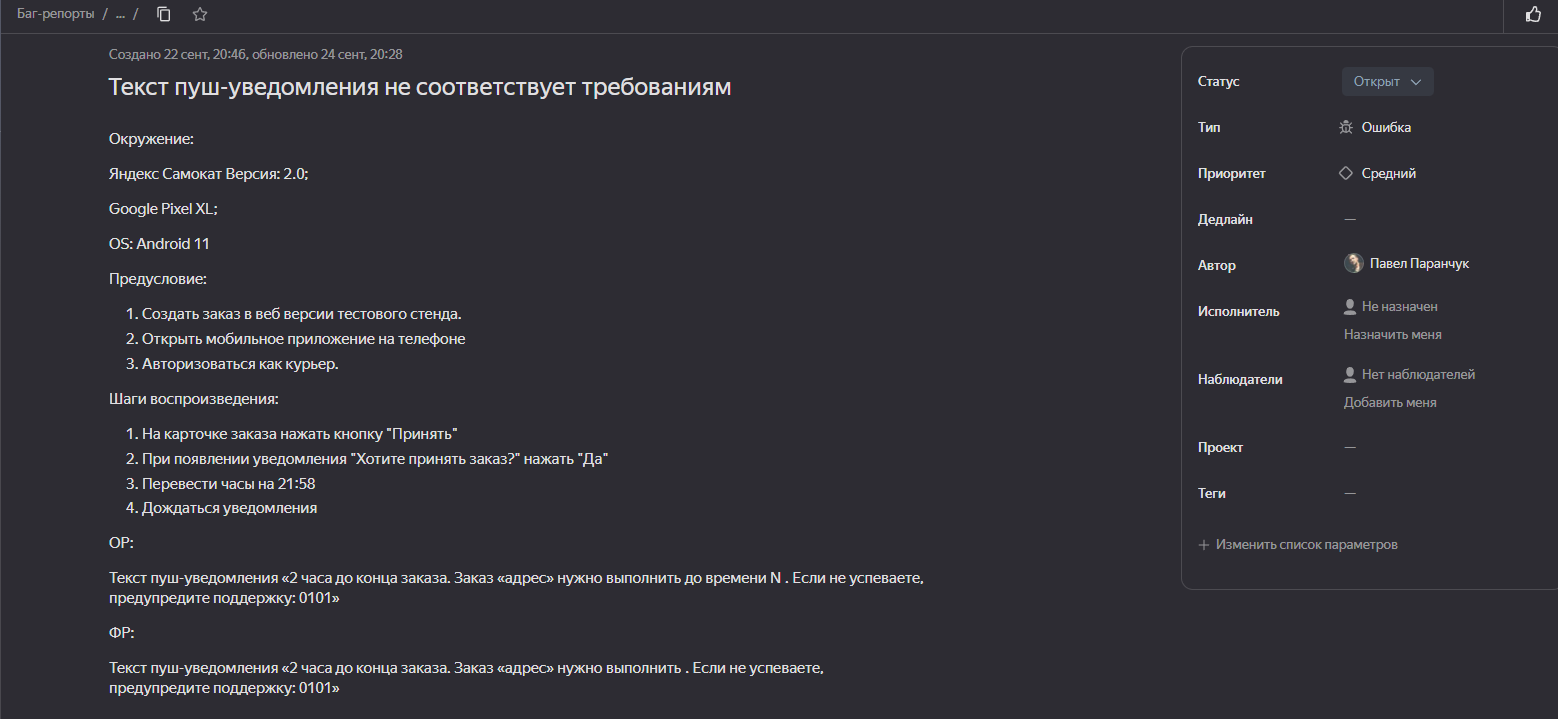 Баг-репорты / ... /
Создано 22 сент, 20:46, обновлено 24 сент, 20:28
Текст пуш-уведомления не соответствует требованиям
Окружение:
Яндекс Самокат Версия: 2.0;
Google Pixel XL;
OS: Android 11
Предусловие:
1. Создать заказ в веб версии тестового стенда.
2. Открыть мобильное приложение на телефоне
3. Авторизоваться как курьер.
Шаги воспроизведения:
1. На карточке заказа нажать кнопку "Принять"
2. При появлении уведомления "Хотите принять заказ?" нажать "Да"
3. Перевести часы на 21:58
4. Дождаться уведомления
ОР:
Текст пуш-уведомления «2 часа до конца заказа. Заказ «адрес» нужно выполнить до времени N . Если не успеваете,
предупредите поддержку: 0101»
ФР:
Текст пуш-уведомления «2 часа до конца заказа. Заказ «адрес» нужно выполнить . Если не успеваете,
предупредите поддержку: 0101»
Статус Открыт
Тип Ошибка
Приоритет Средний
Дедлайн —
Автор Павел Паранчук
Исполнитель Не назначен
Назначить меня
Наблюдатели Нет наблюдателей
Добавить меня
Проект —
Теги —
+ Изменить список параметров